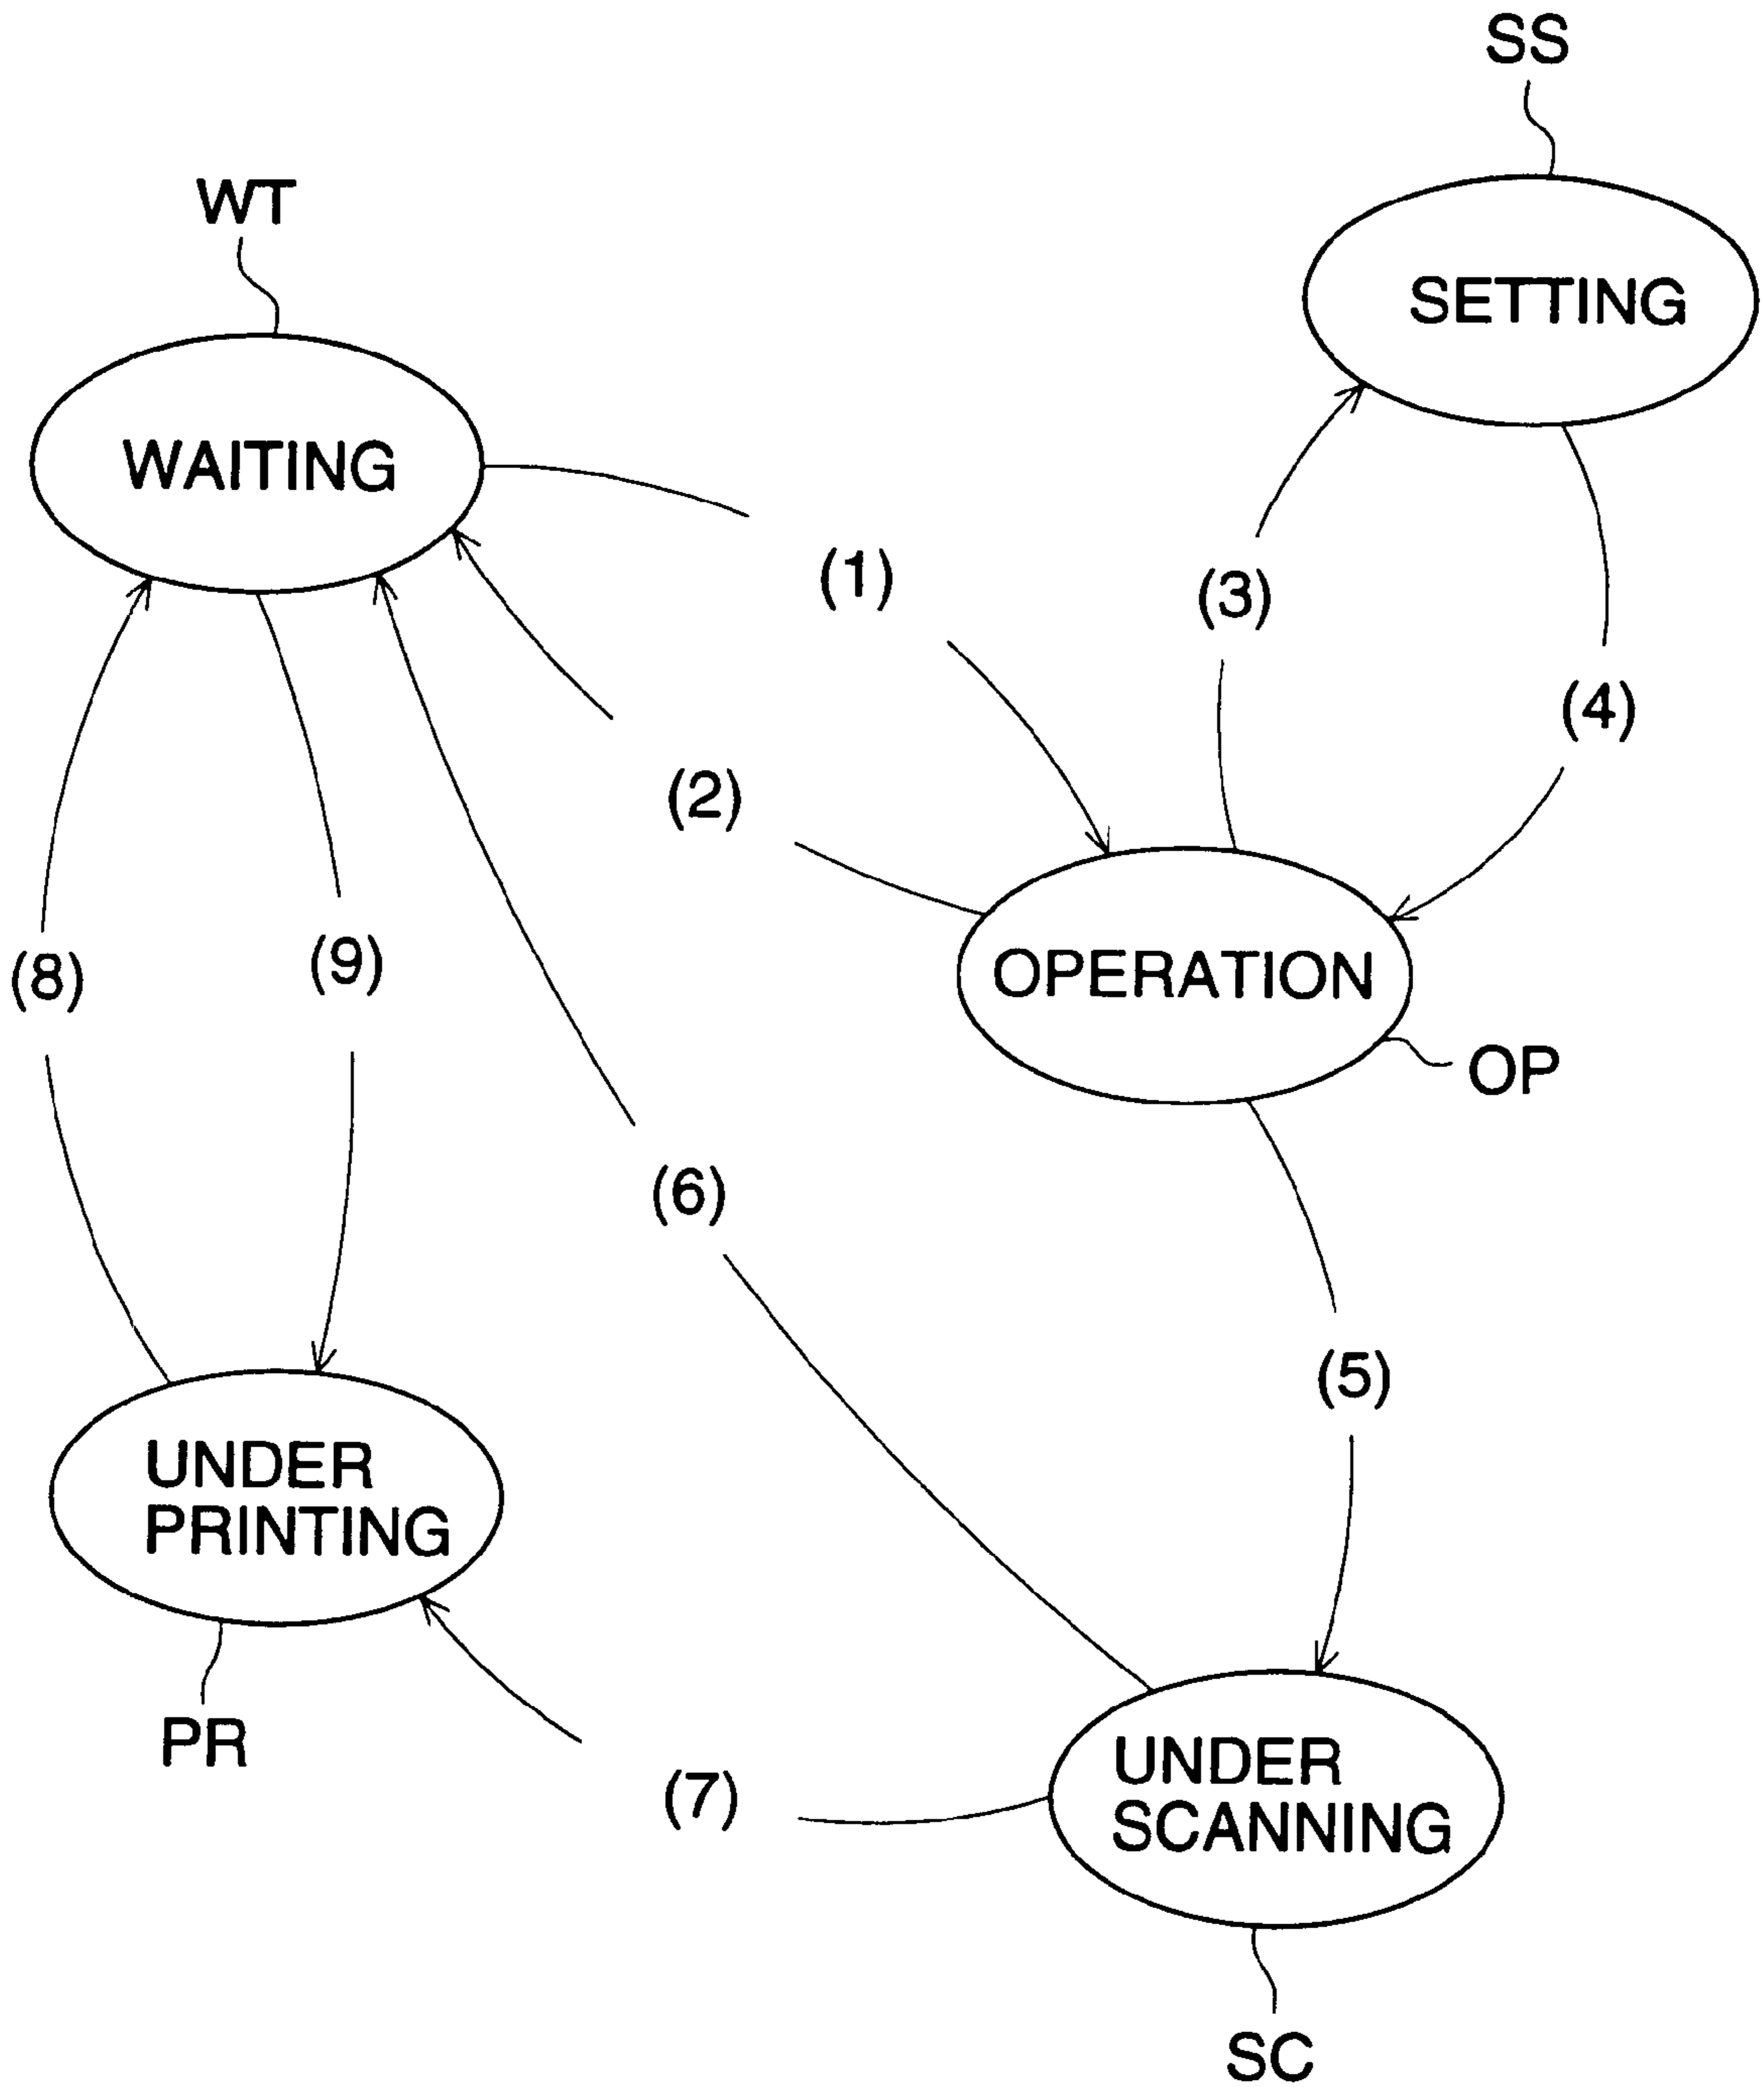 SS
WT
SETTING
WAITING
(1)
(3)
(4)
(2)
(8)
(9)
OPERATION
OP
(6)
(5)
UNDER
PRINTING
PR
(7)
UNDER
SCANNING
SC